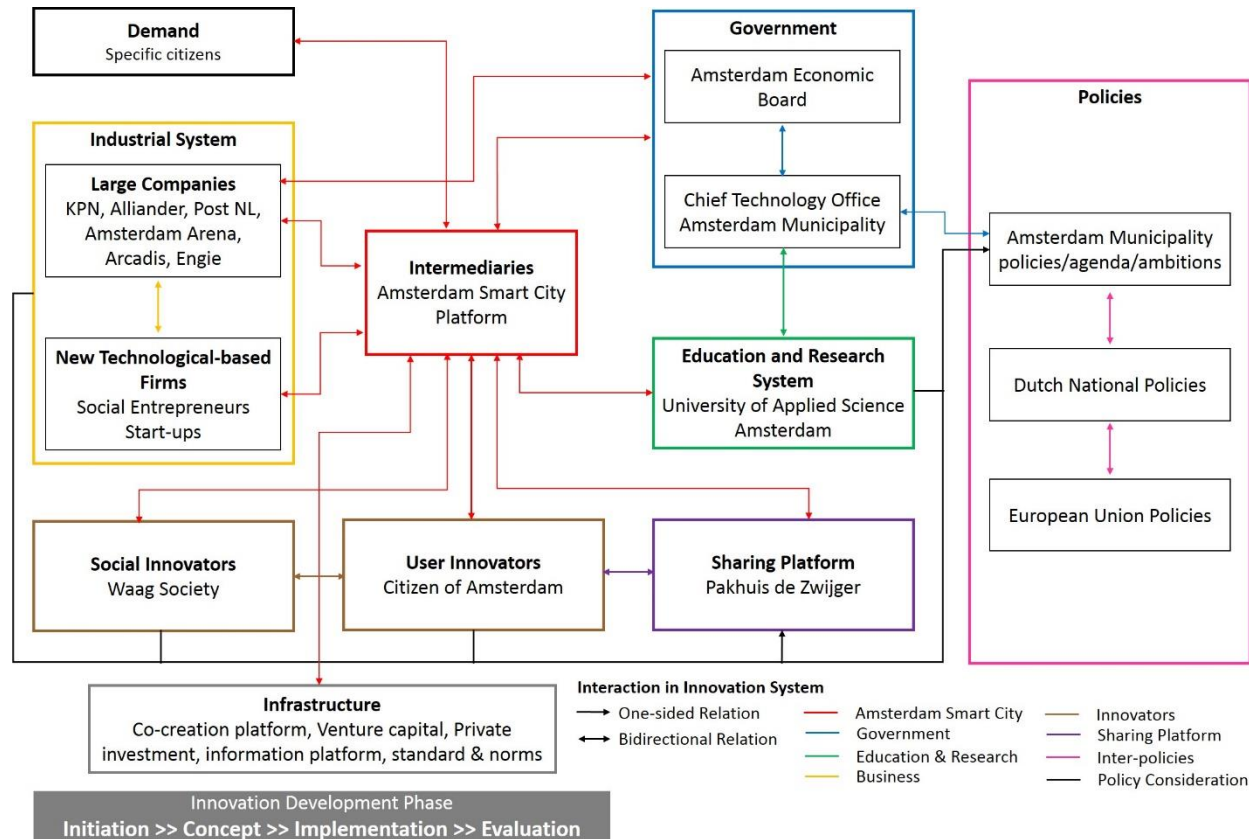 Demand
Specific citizens
Government
Amsterdam Economic
Board
Chief Technology Office
Amsterdam Municipality
Policies
Amsterdam Municipality
policies/agenda/ambitions
Dutch National Policies
European Union Policies
Industrial System
Large Companies
KPN, Alliander, Post NL,
Amsterdam Arena,
Arcadis, Engie
New Technological-based
Firms
Social Entrepreneurs
Start-ups
Intermediaries
Amsterdam Smart City
Platform
Education and Research
System
University of Applied Science
Amsterdam
Social Innovators
Waag Society
User Innovators
Citizen of Amsterdam
Sharing Platform
Pakhuis de Zwijger
Infrastructure
Co-creation platform, Venture capital, Private
investment, information platform, standard & norms
Interaction in Innovation System
One-sided Relation
Bidirectional Relation
Amsterdam Smart City
Government
Education & Research
Business
Innovators
Sharing Platform
Inter-policies
Policy Consideration
Innovation Development Phase
Initiation >> Concept >> Implementation >> Evaluation